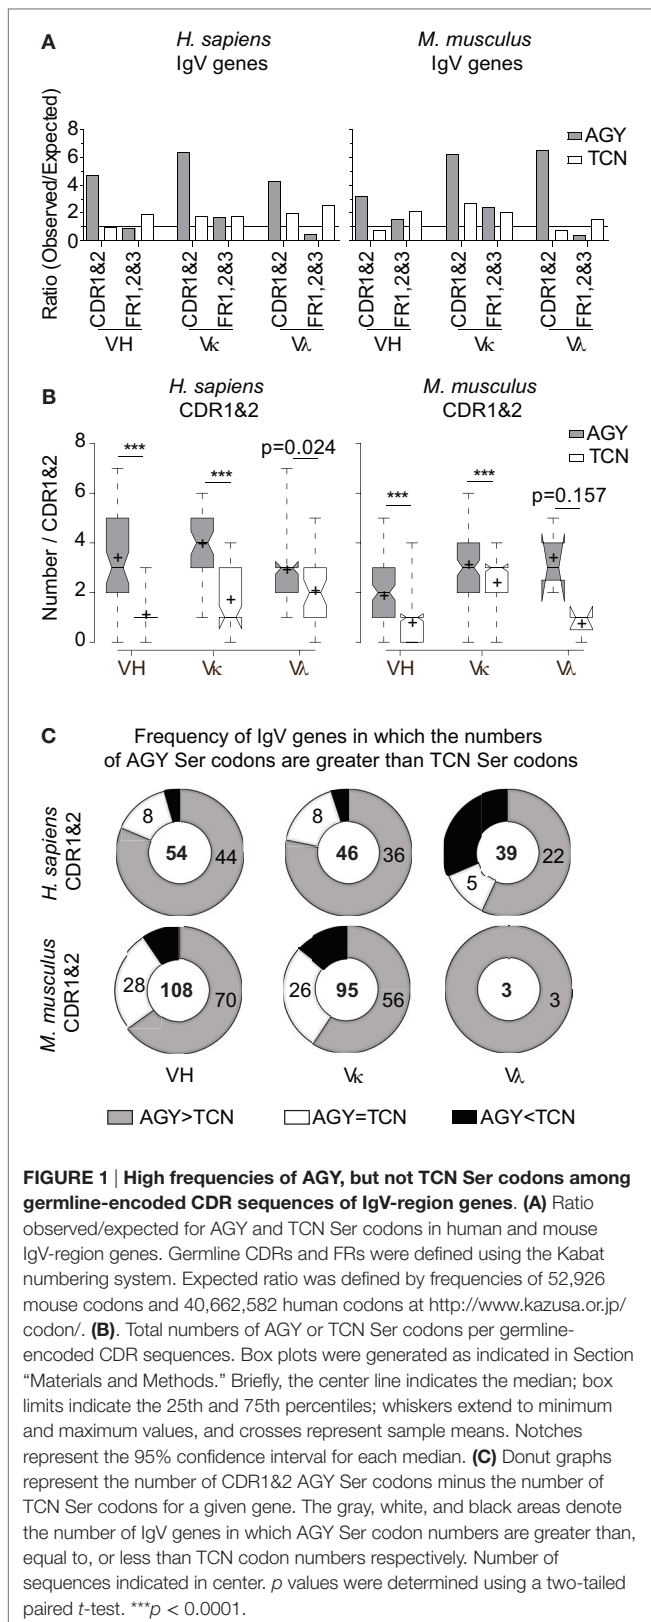 A
H. sapiens
IgV genes
M. musculus
IgV genes
Ratio (Observed/Expected)
8
6
4
2
0
AGY
TCN
CDR1&2
FR1,2&3
CDR1&2
FR1,2&3
CDR1&2
FR1,2&3
CDR1&2
FR1,2&3
CDR1&2
FR1,2&3
CDR1&2
FR1,2&3
VH
Vκ
Vλ
VH
Vκ
Vλ
B
H. sapiens
CDR1&2
M. musculus
CDR1&2
Number / CDR1&2
8
6
4
2
0
***
***
p=0.024
***
***
p=0.157
AGY
TCN
VH
Vκ
Vλ
VH
Vκ
Vλ
C
Frequency of IgV genes in which the numbers
of AGY Ser codons are greater than TCN Ser codons
H. sapiens
CDR1&2
8
54
44
8
46
36
5
39
22
M. musculus
CDR1&2
28
108
70
26
95
56
3
3
VH
Vκ
Vλ
AGY>TCN
AGY=TCN
AGY<TCN
FIGURE 1 | High frequencies of AGY, but not TCN Ser codons among
germline-encoded CDR sequences of IgV-region genes. (A) Ratio
observed/expected for AGY and TCN Ser codons in human and mouse
IgV-region genes. Germline CDRs and FRs were defined using the Kabat
numbering system. Expected ratio was defined by frequencies of 52,926
mouse codons and 40,662,582 human codons at http://www.kazusa.or.jp/
codon/. (B). Total numbers of AGY or TCN Ser codons per germline-
encoded CDR sequences. Box plots were generated as indicated in Section
“Materials and Methods.” Briefly, the center line indicates the median; box
limits indicate the 25th and 75th percentiles; whiskers extend to minimum
and maximum values, and crosses represent sample means. Notches
represent the 95% confidence interval for each median. (C) Donut graphs
represent the number of CDR1&2 AGY Ser codons minus the number of
TCN Ser codons for a given gene. The gray, white, and black areas denote
the number of IgV genes in which AGY Ser codon numbers are greater than,
equal to, or less than TCN codon numbers respectively. Number of
sequences indicated in center. p values were determined using a two-tailed
paired t-test. ***p < 0.0001.